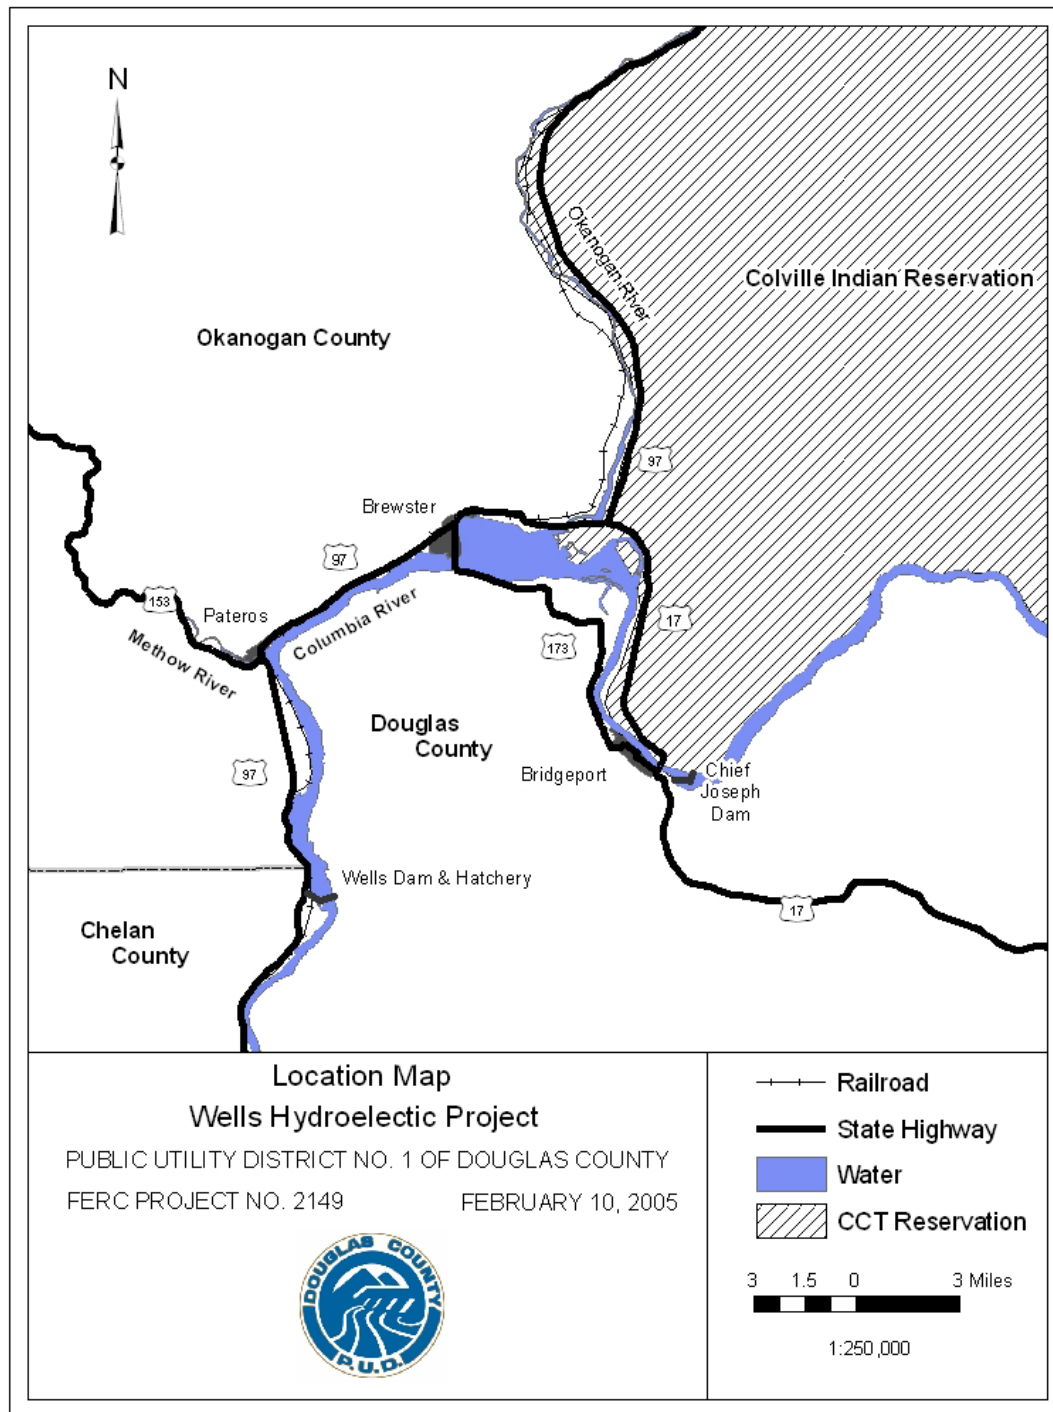 N
Okanogan River
Colville Indian Reservation
Okanogan County
97
Brewster
97
153
Pateros
Columbia River
Methow River
17
173
Douglas
County
97
Bridgeport
Chief
Joseph
Dam
Wells Dam & Hatchery
17
Chelan
County
Location Map
Wells Hydroelectic Project
PUBLIC UTILITY DISTRICT NO. 1 OF DOUGLAS COUNTY
FERC PROJECT NO. 2149 FEBRUARY 10, 2005
DOUGLAS COUNTY
P.U.D.
Railroad
State Highway
Water
CCT Reservation
3 1.5 0 3 Miles
1:250,000